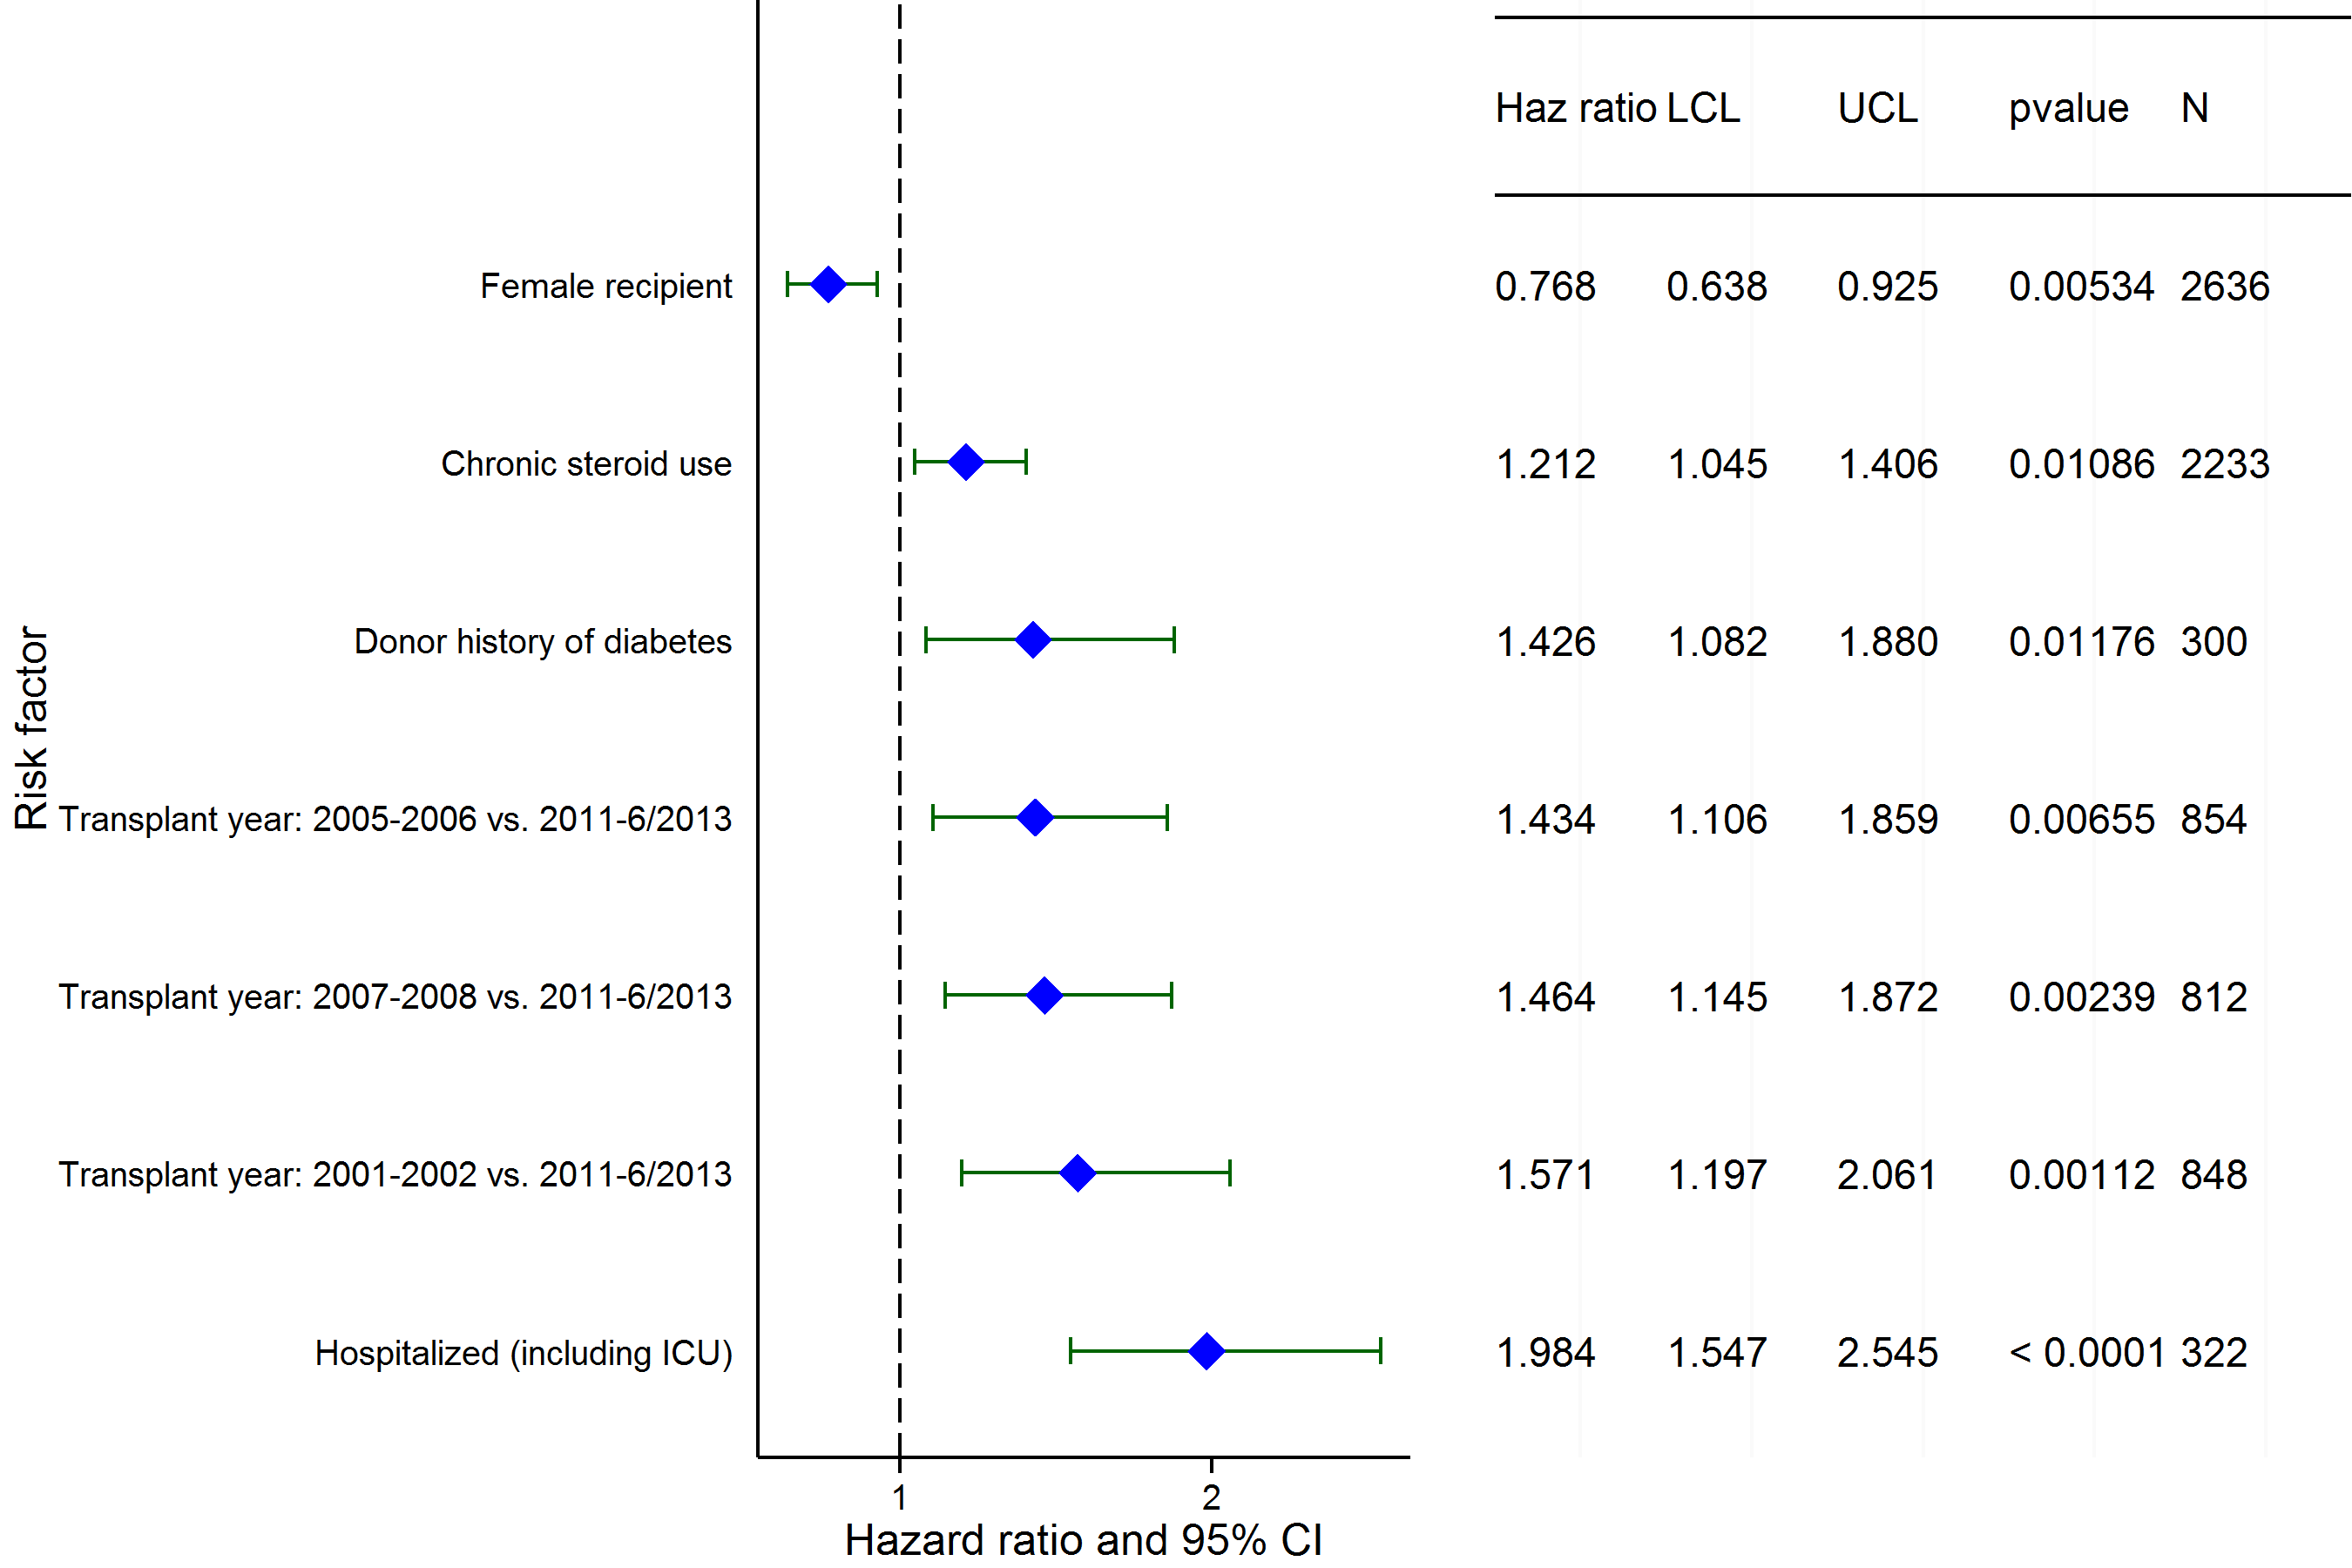 Haz ratio LCL UCL pvalue N
Female recipient 0.768 0.638 0.925 0.00534 2636
Chronic steroid use 1.212 1.045 1.406 0.01086 2233
Donor history of diabetes 1.426 1.082 1.880 0.01176 300
Risk factor
Transplant year: 2005-2006 vs. 2011-6/2013 1.434 1.106 1.859 0.00655 854
Transplant year: 2007-2008 vs. 2011-6/2013 1.464 1.145 1.872 0.00239 812
Transplant year: 2001-2002 vs. 2011-6/2013 1.571 1.197 2.061 0.00112 848
Hospitalized (including ICU) 1.984 1.547 2.545 < 0.0001 322
1 2
Hazard ratio and 95% CI